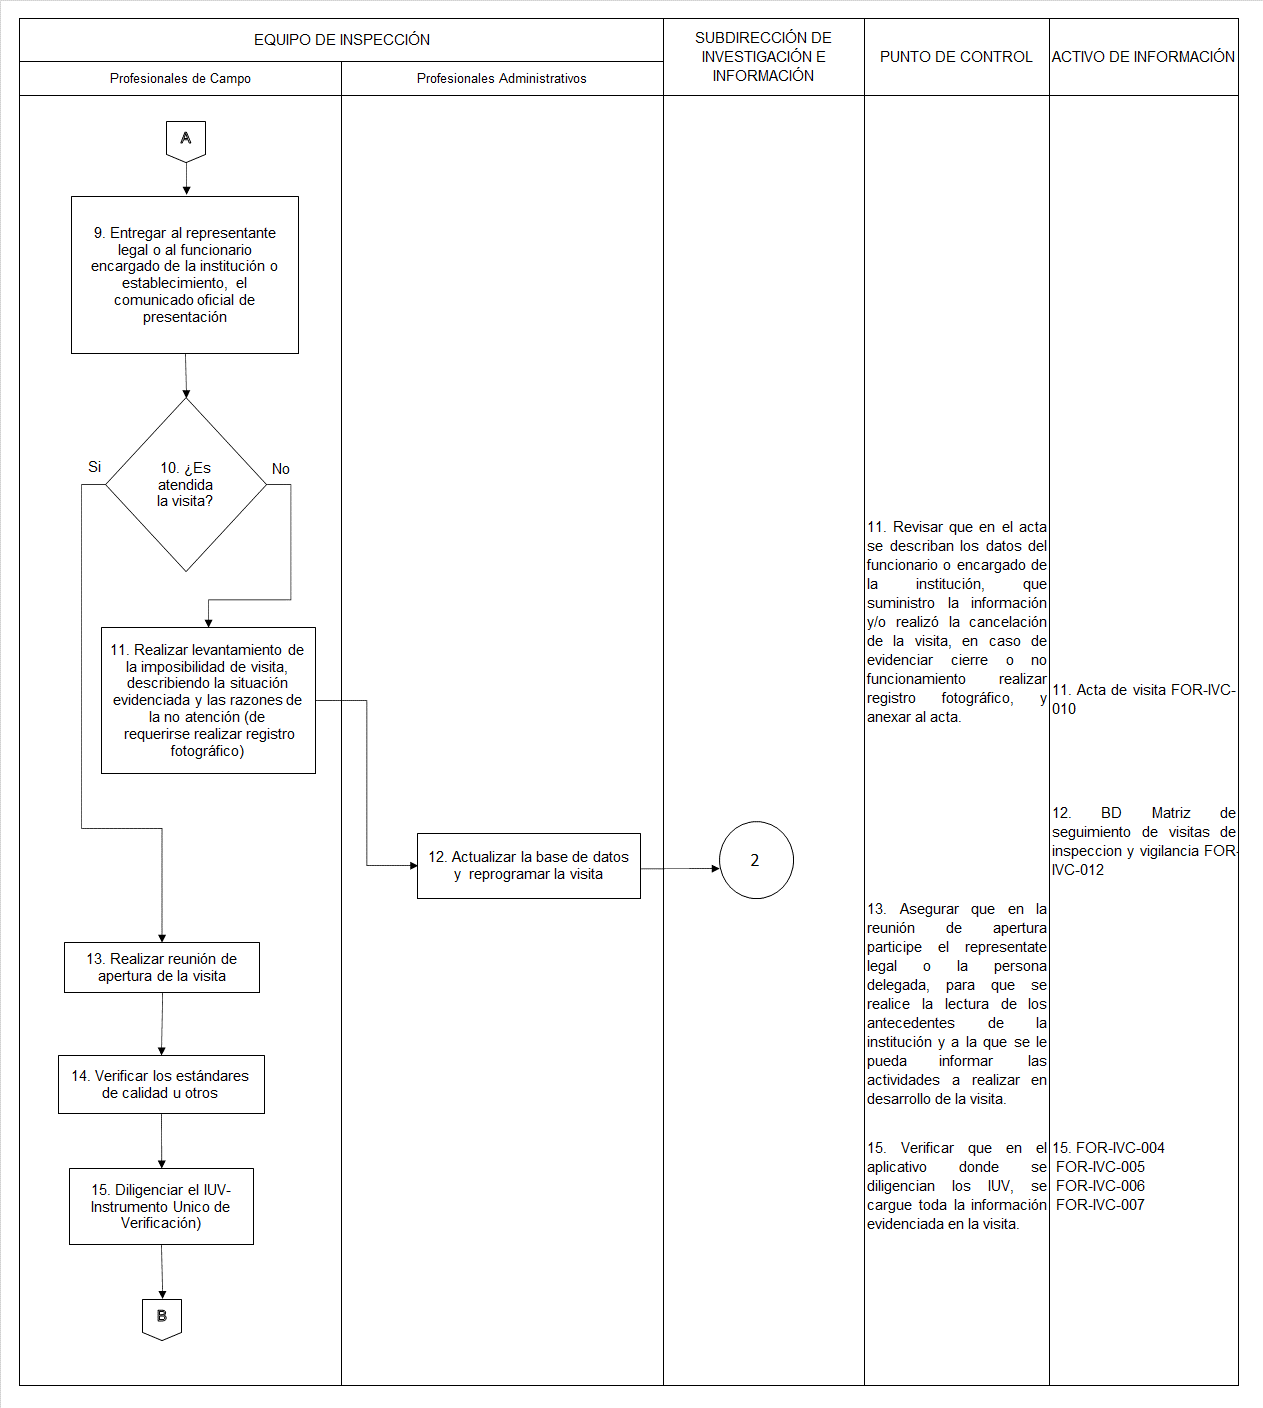 EQUIPO DE INSPECCIÓN
SUBDIRECCIÓN DE
INVESTIGACIÓN E
INFORMACIÓN
PUNTO DE CONTROL
ACTIVO DE INFORMACIÓN
Profesionales de Campo
Profesionales Administrativos
A
9. Entregar al representante
legal o al funcionario
encargado de la institución o
establecimiento, el
comunicado oficial de
presentación
10. ¿Es
atendida
la visita?
Si
No
11. Realizar levantamiento de
la imposibilidad de visita,
describiendo la situación
evidenciada y las razones de
la no atención (de
requerirse realizar registro
fotográfico)
11. Revisar que en el acta
se describan los datos del
funcionario o encargado de
la institución, que
suministro la información
y/o realizó la cancelación
de la visita, en caso de
evidenciar cierre o no
funcionamiento realizar
registro fotográfico, y
anexar al acta.
11. Acta de visita FOR-IVC-
010
12. Actualizar la base de datos
y reprogramar la visita
2
12. BD Matriz de
seguimiento de visitas de
inspeccion y vigilancia FOR-
IVC-012
13. Realizar reunión de
apertura de la visita
13. Asegurar que en la
reunión de apertura
participe el representate
legal o la persona
delegada, para que se
realice la lectura de los
antecedentes de la
institución y a la que se le
pueda informar las
actividades a realizar en
desarrollo de la visita.
14. Verificar los estándares
de calidad u otros
15. Diligenciar el IUV-
Instrumento Unico de
Verificación)
15. Verificar que en el
aplicativo donde se
diligencian los IUV, se
cargue toda la información
evidenciada en la visita.
15. FOR-IVC-004
FOR-IVC-005
FOR-IVC-006
FOR-IVC-007
B